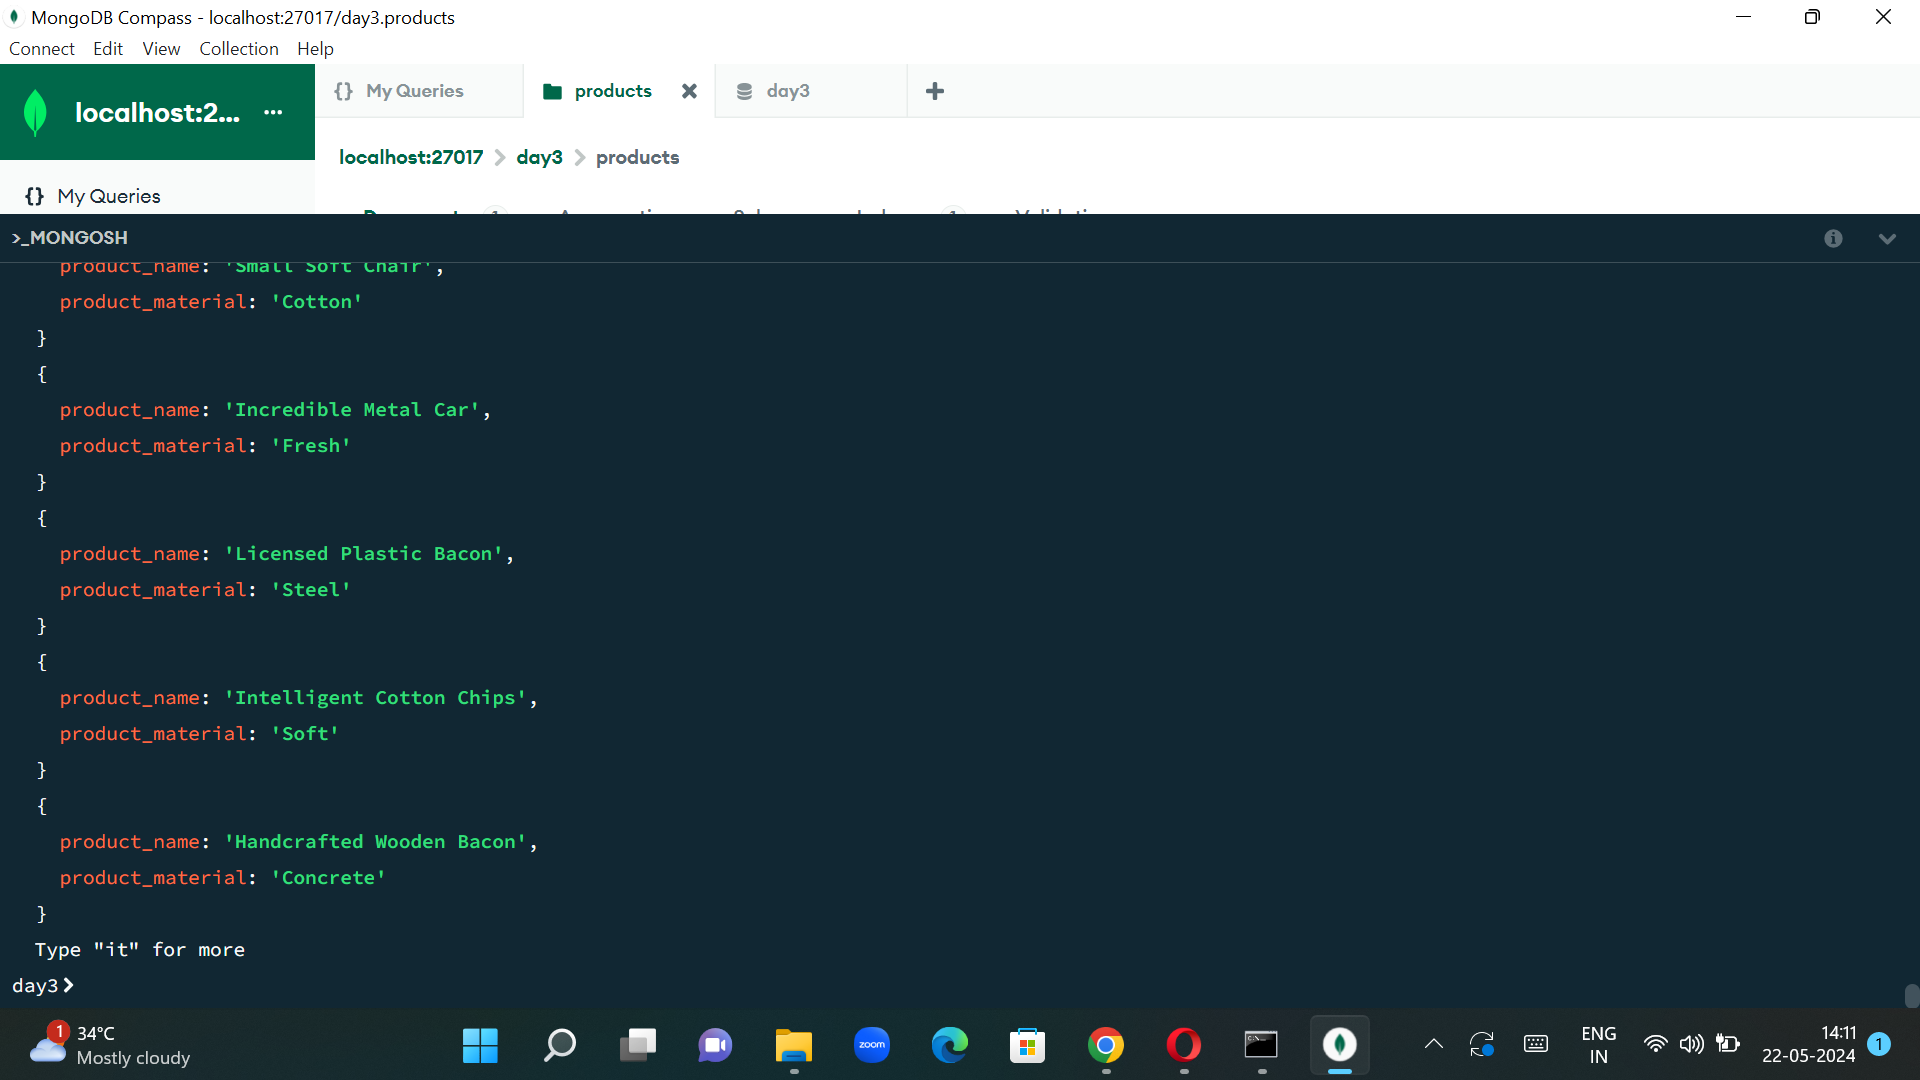 MongoDB Compass - localhost:27017/day3.products
Connect Edit View Collection Help
localhost:2... ...
{} My Queries
products
day3
localhost:27017 > day3 > products
{} My Queries
>_MONGOSH
product_name: 'Small Soft Chair',
product_material: 'Cotton'
}
{
product_name: 'Incredible Metal Car',
product_material: 'Fresh'
}
{
product_name: 'Licensed Plastic Bacon',
product_material: 'Steel'
}
{
product_name: 'Intelligent Cotton Chips',
product_material: 'Soft'
}
{
product_name: 'Handcrafted Wooden Bacon',
product_material: 'Concrete'
}
Type "it" for more
day3>
1
34°C
Mostly cloudy
zoom
ENG
IN
14:11
22-05-2024
1